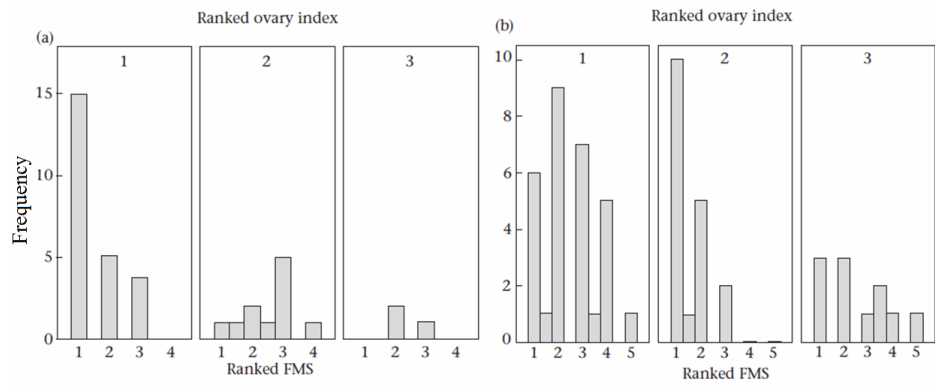 Ranked ovary index
(a)
1 2 3
15
10
5
0
Frequency
1 2 3 4 1 2 3 4 1 2 3 4
Ranked FMS
Ranked ovary index
(b)
1 2 3
10
8
6
4
2
0
1 2 3 4 5 1 2 3 4 5 1 2 3 4 5
Ranked FMS